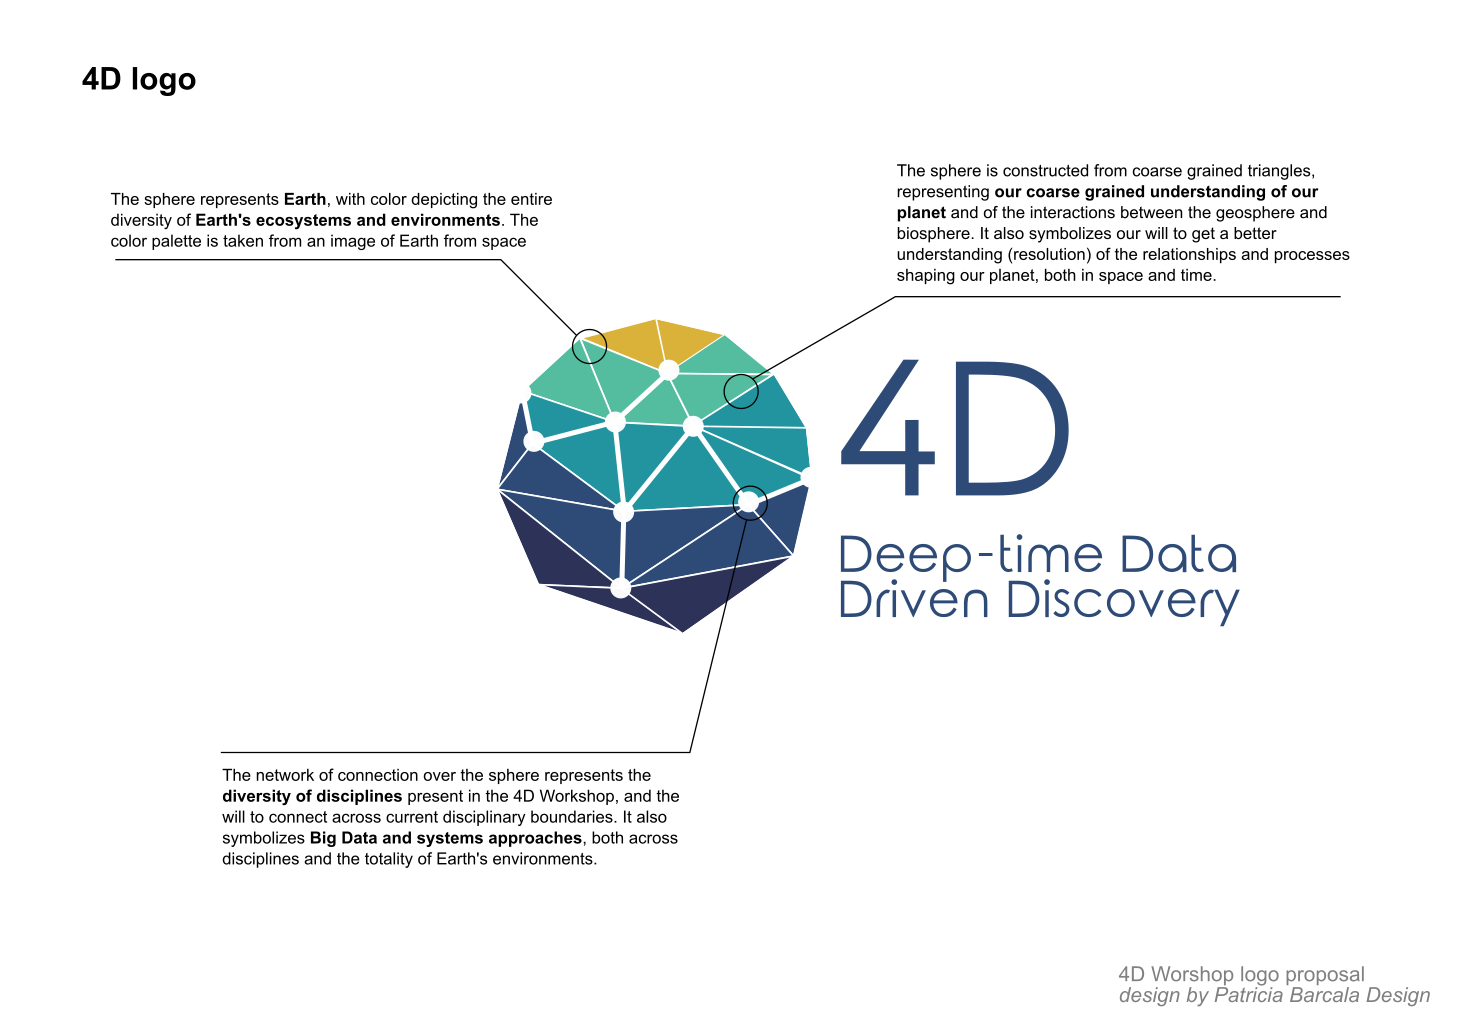 4D logo
The sphere represents Earth, with color depicting the entire
diversity of Earth's ecosystems and environments. The
color palette is taken from an image of Earth from space
The sphere is constructed from coarse grained triangles,
representing our coarse grained understanding of our
planet and of the interactions between the geosphere and
biosphere. It also symbolizes our will to get a better
understanding (resolution) of the relationships and processes
shaping our planet, both in space and time.
4D
Deep-time Data
Driven Discovery
The network of connection over the sphere represents the
diversity of disciplines present in the 4D Workshop, and the
will to connect across current disciplinary boundaries. It also
symbolizes Big Data and systems approaches, both across
disciplines and the totality of Earth's environments.
4D Worshop logo proposal
design by Patricia Barcala Design